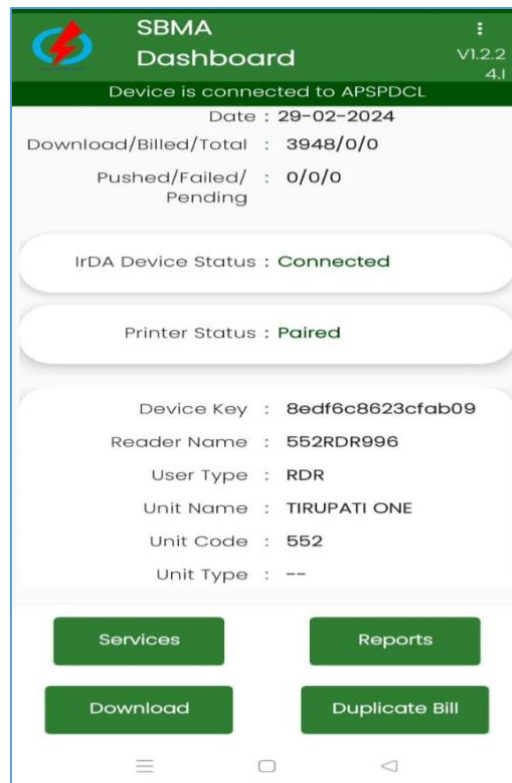 SBMA
Dashboard
V1.2.2
4.1
Device is connected to APSPDCL
Date : 29-02-2024
Download/Billed/Total : 3948/0/0
Pushed/Failed/ : 0/0/0
Pending
IrDA Device Status : Connected
Printer Status : Paired
Device Key : 8edf6c8623cfab09
Reader Name : 552RDR996
User Type : RDR
Unit Name : TIRUPATI ONE
Unit Code : 552
Unit Type : --
Services Reports
Download Duplicate Bill